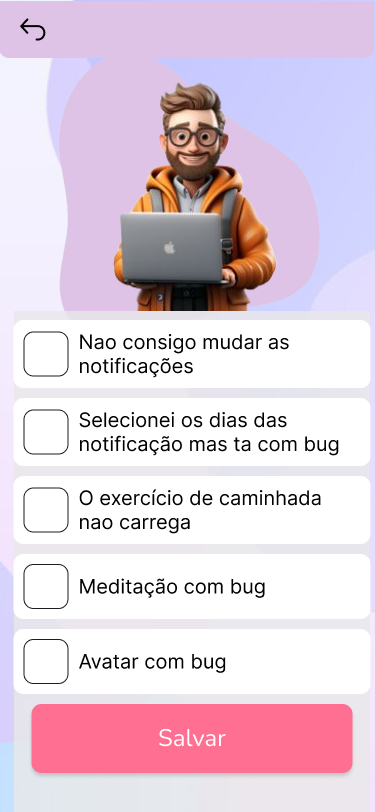 Nao consigo mudar as
notificações
Selecionei os dias das
notificação mas ta com bug
O exercício de caminhada
nao carrega
Meditação com bug
Avatar com bug
Salvar